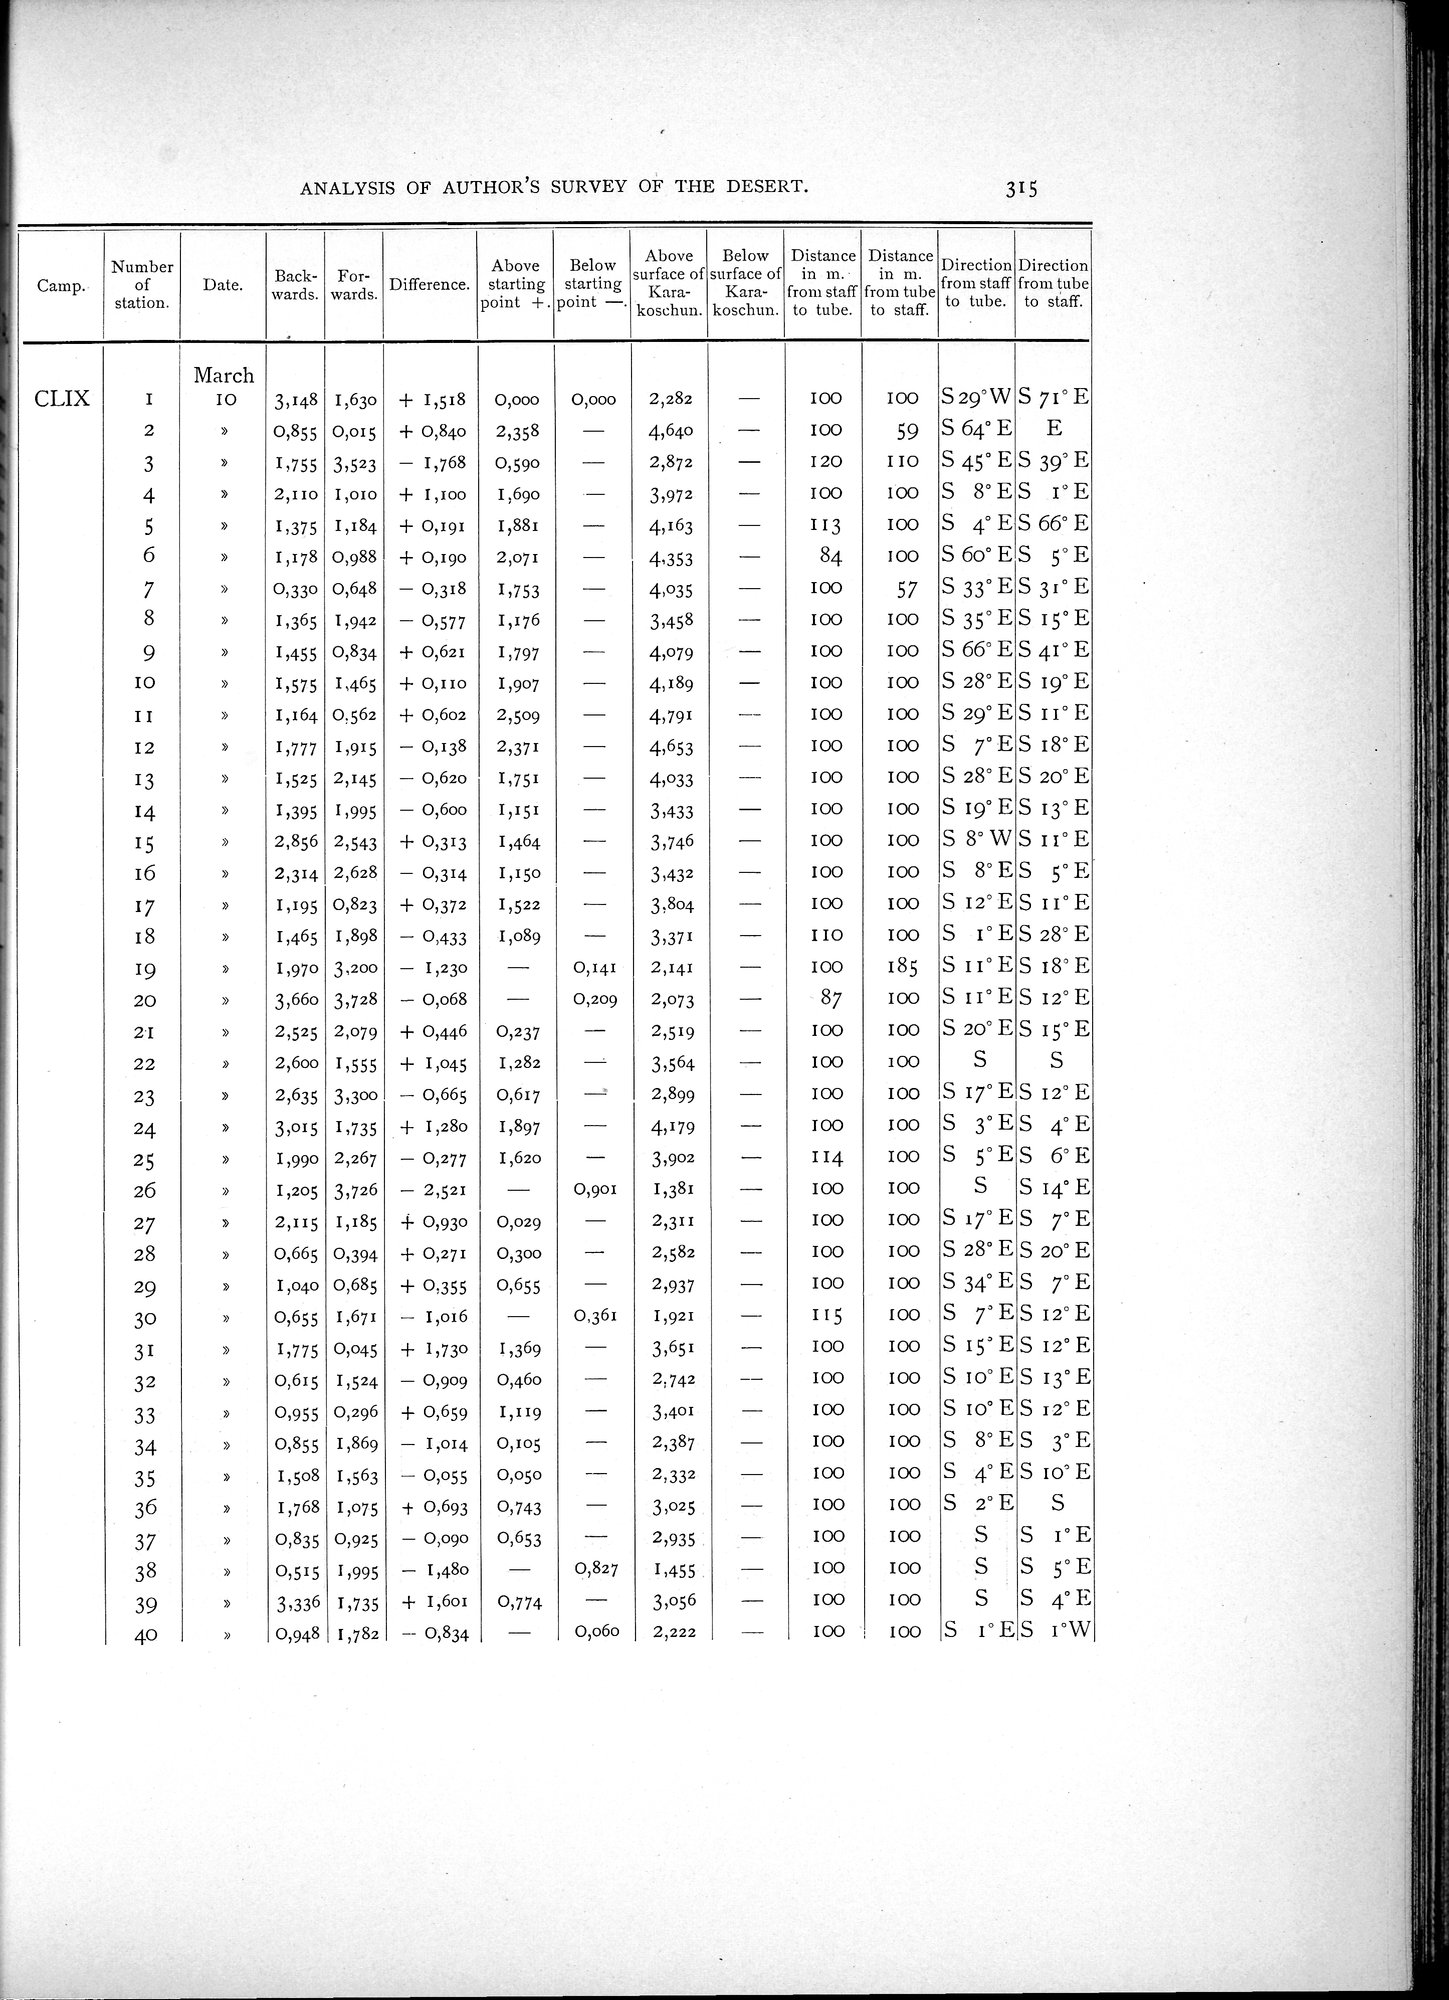 ANALYSIS OF AUTHOR'S SURVEY OF THE DESERT. 315
Camp. Number of station. Date. Back-wards. For-wards. Difference. Above starting point +. Below starting point —. Above surface of Kara-koschun. Below surface of Kara-koschun. Distance in m. from staff to tube. Distance in m. from tube to staff. Direction from staff to tube. Direction from tube to staff.
March
CLIX 1 10 3,148 1,630 + 1,518 0,000 0,000 2,282 — 100 100 S 29° W S 71° E
2 » 0,855 0,015 + 0,840 2,358 — 4,640 — 100 59 S 64° E E
3 » 1,755 3,523 — 1,768 0,590 — 2,872 — 120 110 S 45° E S 39° E
4 » 2,110 1,010 + 1,100 1,690 — 3,972 — 100 100 S 8° E S 1° E
5 » 1,375 1,184 + 0,191 1,881 — 4,163 — 113 100 S 4° E S 66° E
6 » 1,178 0,988 + 0,190 2,071 — 4,353 — 84 100 S 60° E S 5° E
7 » 0,330 0,648 — 0,318 1,753 — 4,035 — 100 57 S 33° E S 31° E
8 » 1,365 1,942 — 0,577 1,176 — 3,458 — 100 100 S 35° E S 15° E
9 » 1,455 0,834 + 0,621 1,797 — 4,079 — 100 100 S 66° E S 41° E
10 » 1,575 1,465 + 0,110 1,907 — 4,189 — 100 100 S 28° E S 19° E
11 » 1,164 0,562 + 0,602 2,509 — 4,791 — 100 100 S 29° E S 11° E
12 » 1,777 1,915 — 0,138 2,371 — 4,653 — 100 100 S 7° E S 18° E
13 » 1,525 2,145 — 0,620 1,751 — 4,033 — 100 100 S 28° E S 20° E
14 » 1,395 1,995 — 0,600 1,151 — 3,433 — 100 100 S 19° E S 13° E
15 » 2,856 2,543 + 0,313 1,464 — 3,746 — 100 100 S 8° W S 11° E
16 » 2,314 2,628 — 0,314 1,150 — 3,432 — 100 100 S 8° E S 5° E
17 » 1,195 0,823 + 0,372 1,522 — 3,804 — 100 100 S 12° E S 11° E
18 » 1,465 1,898 — 0,433 1,089 — 3,371 — 110 100 S 1° E S 28° E
19 » 1,970 3,200 — 1,230 — 0,141 2,141 — 100 185 S 11° E S 18° E
20 » 3,660 3,728 — 0,068 — 0,209 2,073 — 87 100 S 11° E S 12° E
21 » 2,525 2,079 + 0,446 0,237 — 2,519 — 100 100 S 20° E S 15° E
22 » 2,600 1,555 + 1,045 1,282 — 3,564 — 100 100 S S
23 » 2,635 3,300 — 0,665 0,617 — 2,899 — 100 100 S 17° E S 12° E
24 » 3,015 1,735 + 1,280 1,897 — 4,179 — 100 100 S 3° E S 4° E
25 » 1,990 2,267 — 0,277 1,620 — 3,902 — 114 100 S 5° E S 6° E
26 » 1,205 3,726 — 2,521 — 0,901 1,381 — 100 100 S S 14° E
27 » 2,115 1,185 + 0,930 0,029 — 2,311 — 100 100 S 17° E S 7° E
28 » 0,665 0,394 + 0,271 0,300 — 2,582 — 100 100 S 28° E S 20° E
29 » 1,040 0,685 + 0,355 0,655 — 2,937 — 100 100 S 34° E S 7° E
30 » 0,655 1,671 — 1,016 — 0,361 1,921 — 115 100 S 7° E S 12° E
31 » 1,775 0,045 + 1,730 1,369 — 3,651 — 100 100 S 15° E S 12° E
32 » 0,615 1,524 — 0,909 0,460 — 2,742 — 100 100 S 10° E S 13° E
33 » 0,955 0,296 + 0,659 1,119 — 3,401 — 100 100 S 10° E S 12° E
34 » 0,855 1,869 — 1,014 0,105 — 2,387 — 100 100 S 8° E S 3° E
35 » 1,508 1,563 — 0,055 0,050 — 2,332 — 100 100 S 4° E S 10° E
36 » 1,768 1,075 + 0,693 0,743 — 3,025 — 100 100 S 2° E S
37 » 0,835 0,925 — 0,090 0,653 — 2,935 — 100 100 S S 1° E
38 » 0,515 1,995 — 1,480 — 0,827 1,455 — 100 100 S S 5° E
39 » 3,336 1,735 + 1,601 0,774 — 3,056 — 100 100 S S 4° E
40 » 0,948 1,782 — 0,834 — 0,060 2,222 — 100 100 S 1° E S 1° W